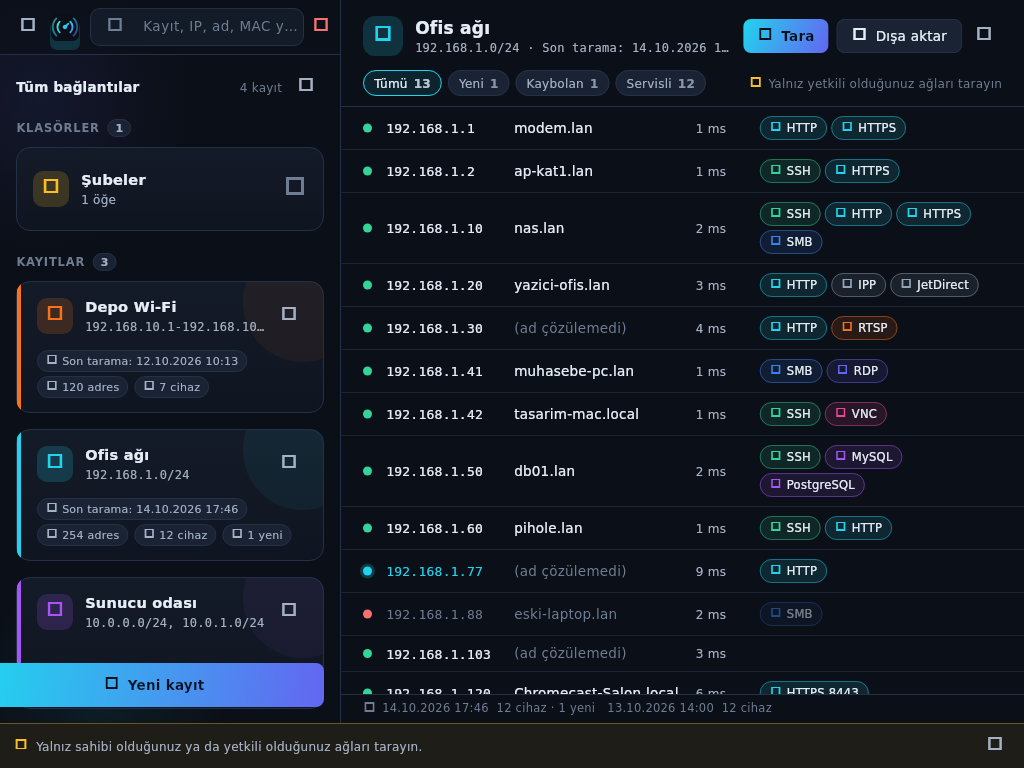 Kayıt, IP, ad, MAC y…
Tüm bağlantılar
4 kayıt
KLASÖRLER 1
Şubeler
1 öğe
KAYITLAR 3
Depo Wi-Fi
192.168.10.1-192.168.10…
Son tarama: 12.10.2026 10:13
120 adres 7 cihaz
Ofis ağı
192.168.1.0/24
Son tarama: 14.10.2026 17:46
254 adres 12 cihaz 1 yeni
Sunucu odası
10.0.0.0/24, 10.0.1.0/24
Yeni kayıt
Ofis ağı
192.168.1.0/24 · Son tarama: 14.10.2026 1…
Tara Dışa aktar
Tümü 13 Yeni 1 Kaybolan 1 Servisli 12
Yalnız yetkili olduğunuz ağları tarayın
192.168.1.1 modem.lan 1 ms HTTP HTTPS
192.168.1.2 ap-kat1.lan 1 ms SSH HTTPS
192.168.1.10 nas.lan 2 ms SSH HTTP HTTPS
SMB
192.168.1.20 yazici-ofis.lan 3 ms HTTP IPP JetDirect
192.168.1.30 (ad çözülemedi) 4 ms HTTP RTSP
192.168.1.41 muhasebe-pc.lan 1 ms SMB RDP
192.168.1.42 tasarim-mac.local 1 ms SSH VNC
192.168.1.50 db01.lan 2 ms SSH MySQL
PostgreSQL
192.168.1.60 pihole.lan 1 ms SSH HTTP
192.168.1.77 (ad çözülemedi) 9 ms HTTP
192.168.1.88 eski-laptop.lan 2 ms SMB
192.168.1.103 (ad çözülemedi) 3 ms
192.168.1.120 Chromecast-Salon.local 6 ms HTTPS 8443
14.10.2026 17:46 12 cihaz · 1 yeni 13.10.2026 14:00 12 cihaz
Yalnız sahibi olduğunuz ya da yetkili olduğunuz ağları tarayın.